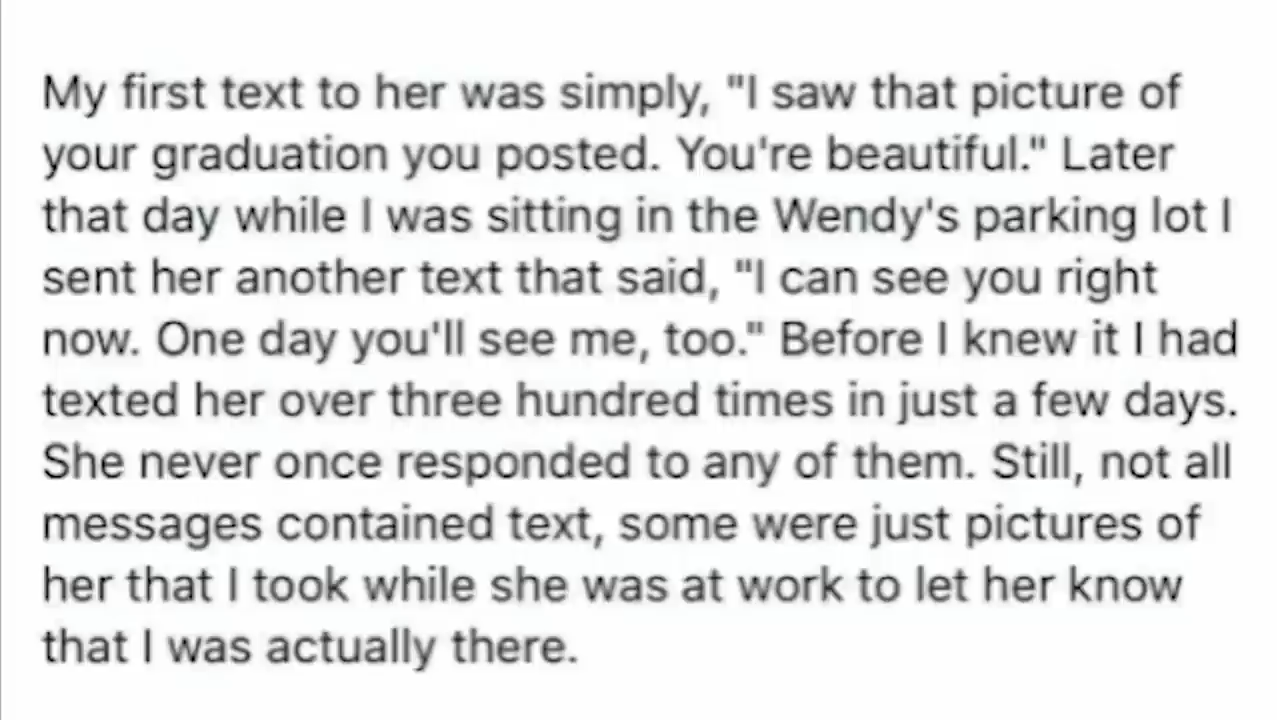 My first text to her was simply, "I saw that picture of
your graduation you posted. You're beautiful." Later
that day while I was sitting in the Wendy's parking lot I
sent her another text that said, "I can see you right
now. One day you'll see me, too." Before I knew it I had
texted her over three hundred times in just a few days.
She never once responded to any of them. Still, not all
messages contained text, some were just pictures of
her that I took while she was at work to let her know
that I was actually there.